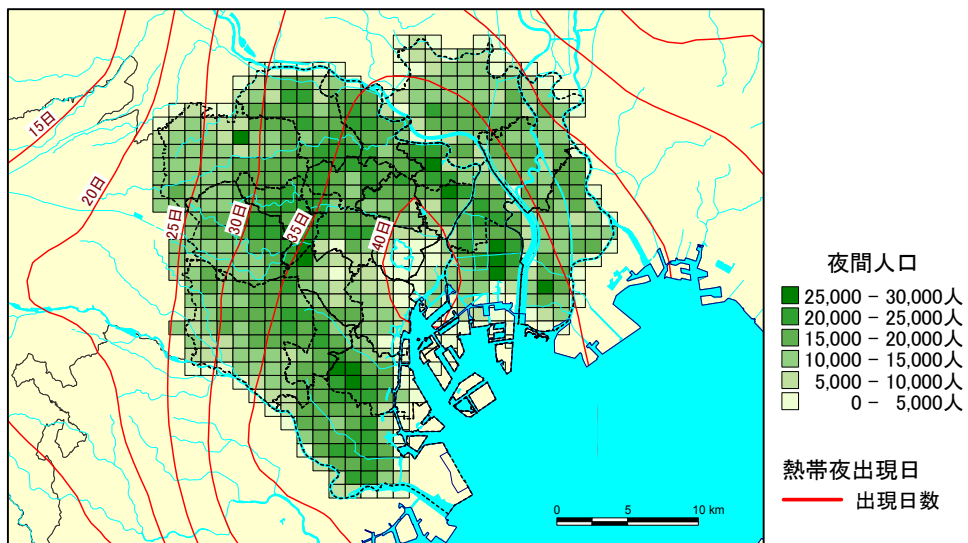 15日
20日
25日
30日
35日
40日
夜間人口
25,000 － 30,000人
20,000 － 25,000人
15,000 － 20,000人
10,000 － 15,000人
5,000 － 10,000人
0 － 5,000人
熱帯夜出現日
出現日数
0 5 10 km